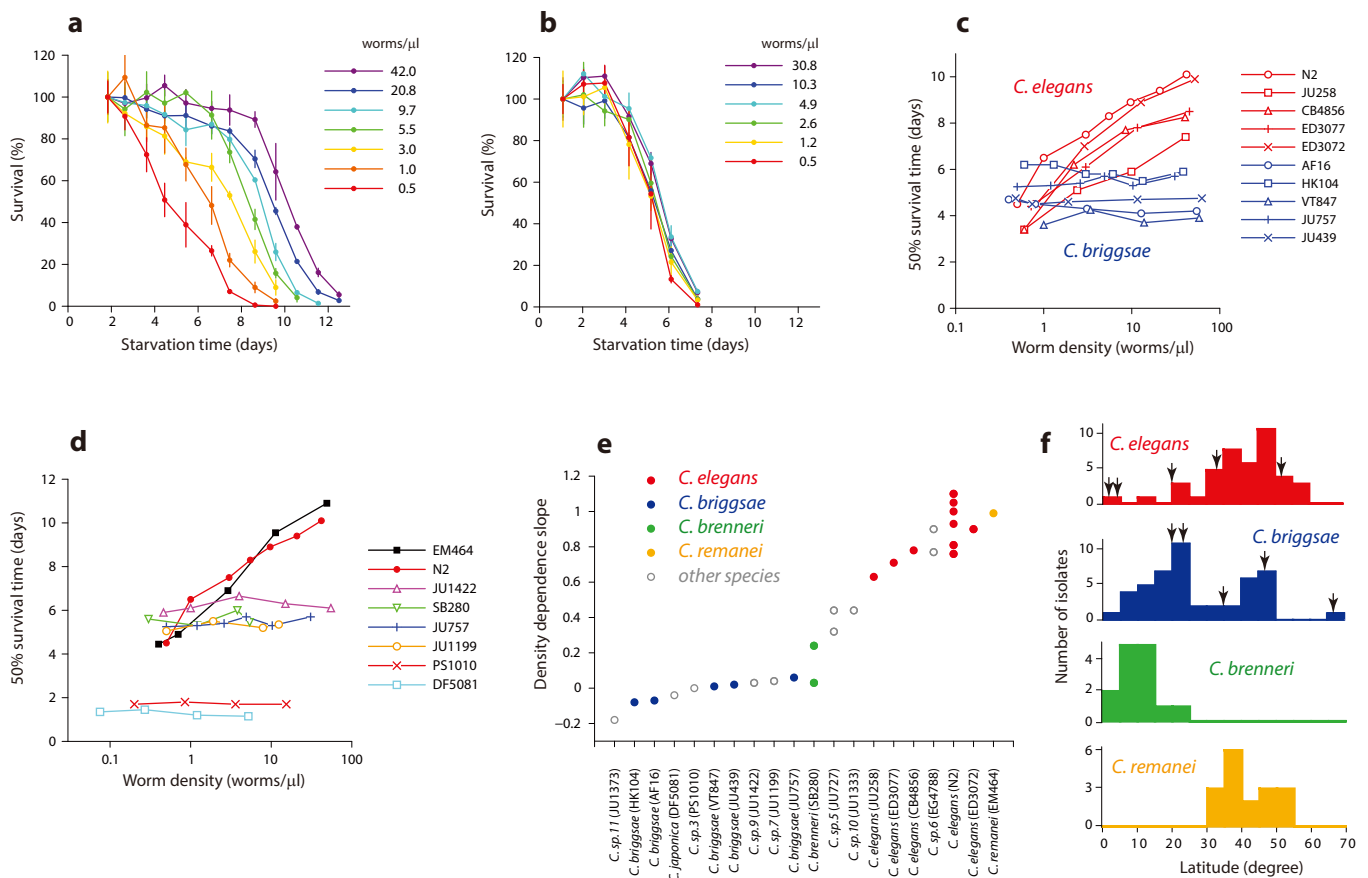 a
worms/μl
42.0
20.8
9.7
5.5
3.0
1.0
0.5
Survival (%)
120
100
80
60
40
20
0
0 2 4 6 8 10 12
Starvation time (days)
b
worms/μl
30.8
10.3
4.9
2.6
1.2
0.5
Survival (%)
120
100
80
60
40
20
0
0 2 4 6 8 10 12
Starvation time (days)
c
C. elegans
C. briggsae
N2
JU258
CB4856
ED3077
ED3072
AF16
HK104
VT847
JU757
JU439
50% survival time (days)
10
8
6
4
2
0
0.1 1 10 100
Worm density (worms/μl)
d
50% survival time (days)
12
10
8
6
4
2
0
0.1 1 10 100
Worm density (worms/μl)
EM464
N2
JU1422
SB280
JU757
JU1199
PS1010
DF5081
e
C. elegans
C. briggsae
C. brenneri
C. remanei
other species
Density dependence slope
1.2
1
0.8
0.6
0.4
0.2
0
−0.2
C. sp.11 (JU1373)
C. briggsae (HK104)
C. briggsae (AF16)
C. japonica (DF5081)
C. sp.3 (PS1010)
C. briggsae (VT847)
C. briggsae (JU439)
C. sp.9 (JU1422)
C. sp.7 (JU1199)
C. briggsae (JU757)
C. brenneri (SB280)
C. sp.5 (JU727)
C. sp.10 (JU1333)
C. elegans (JU258)
C. elegans (ED3077)
C. elegans (CB4856)
C. sp.6 (EG4788)
C. elegans (N2)
C. elegans (ED3072)
C. remanei (EM464)
f
Number of isolates
C. elegans
10
5
0
C. briggsae
10
5
0
C. brenneri
4
2
0
C. remanei
6
3
0
0 10 20 30 40 50 60 70
Latitude (degree)